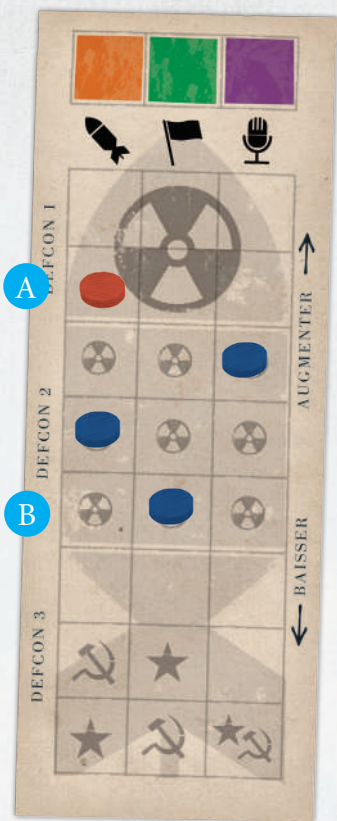 DEFCON 1
A
AUGMENTER
DEFCON 2
B
BAISSER
DEFCON 3